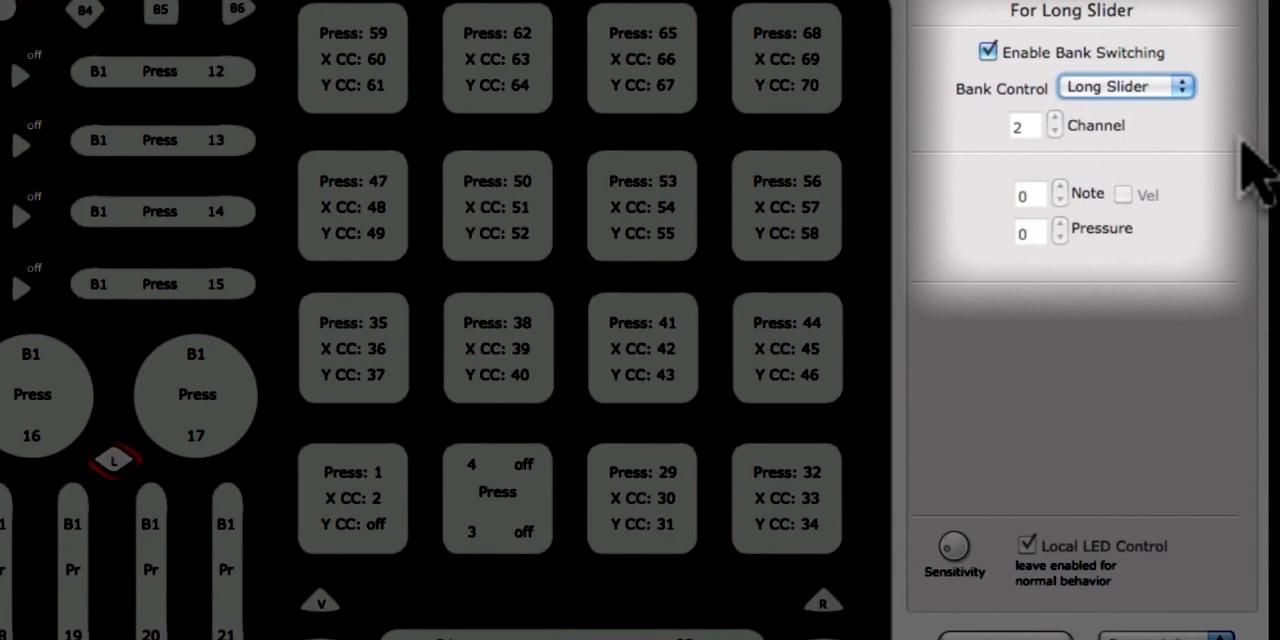 B4 B5 B6
off
B1 Press 12
off
B1 Press 13
off
B1 Press 14
off
B1 Press 15
B1
Press
16
B1
Press
17
L
B1
Pr
19
B1
Pr
20
B1
Pr
21
Press: 59
X CC: 60
Y CC: 61
Press: 62
X CC: 63
Y CC: 64
Press: 65
X CC: 66
Y CC: 67
Press: 68
X CC: 69
Y CC: 70
Press: 47
X CC: 48
Y CC: 49
Press: 50
X CC: 51
Y CC: 52
Press: 53
X CC: 54
Y CC: 55
Press: 56
X CC: 57
Y CC: 58
Press: 35
X CC: 36
Y CC: 37
Press: 38
X CC: 39
Y CC: 40
Press: 41
X CC: 42
Y CC: 43
Press: 44
X CC: 45
Y CC: 46
Press: 1
X CC: 2
Y CC: off
4 off
Press
3 off
Press: 29
X CC: 30
Y CC: 31
Press: 32
X CC: 33
Y CC: 34
V
R
For Long Slider
Enable Bank Switching
Bank Control Long Slider
2 Channel
0 Note Vel
0 Pressure
Sensitivity
Local LED Control
leave enabled for
normal behavior